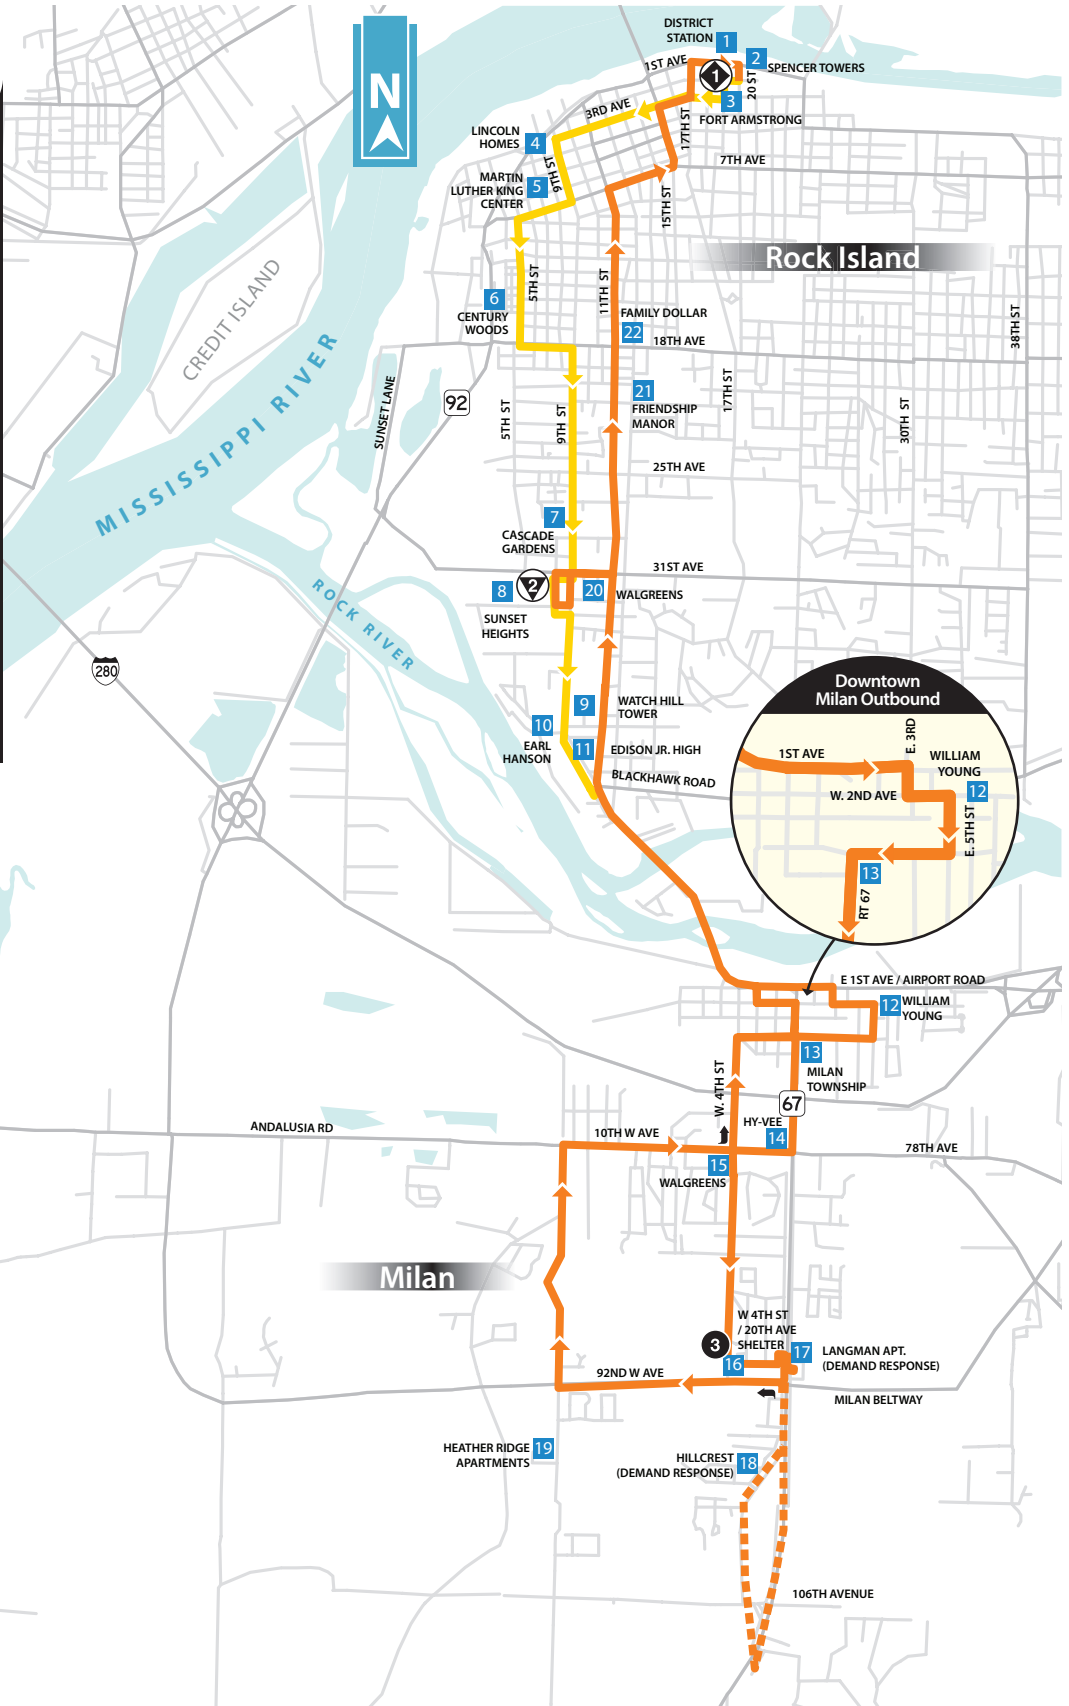 N
DISTRICT
STATION
1
2
SPENCER TOWERS
1ST AVE
1
20 ST
3
FORT ARMSTRONG
3RD AVE
17TH ST
LINCOLN
HOMES
4
9TH ST
7TH AVE
MARTIN
LUTHER KING
CENTER
5
15TH ST
Rock Island
CREDIT ISLAND
MISSISSIPPI RIVER
5TH ST
11TH ST
6
CENTURY
WOODS
FAMILY DOLLAR
22
18TH AVE
38TH ST
SUNSET LANE
92
5TH ST
9TH ST
21
FRIENDSHIP
MANOR
17TH ST
30TH ST
25TH AVE
7
CASCADE
GARDENS
31ST AVE
8
2
20
WALGREENS
SUNSET
HEIGHTS
ROCK RIVER
280
9
WATCH HILL
TOWER
10
EARL
HANSON
11
EDISON JR. HIGH
BLACKHAWK ROAD
Downtown
Milan Outbound
1ST AVE
E. 3RD
WILLIAM
YOUNG
12
W. 2ND AVE
E. 5TH ST
13
RT 67
E 1ST AVE / AIRPORT ROAD
12
WILLIAM
YOUNG
13
MILAN
TOWNSHIP
W. 4TH ST
67
HY-VEE
14
ANDALUSIA RD
10TH W AVE
78TH AVE
15
WALGREENS
Milan
W 4TH ST
/ 20TH AVE
SHELTER
3
16
17
LANGMAN APT.
(DEMAND RESPONSE)
92ND W AVE
MILAN BELTWAY
HEATHER RIDGE
APARTMENTS
19
HILLCREST
(DEMAND RESPONSE)
18
106TH AVENUE